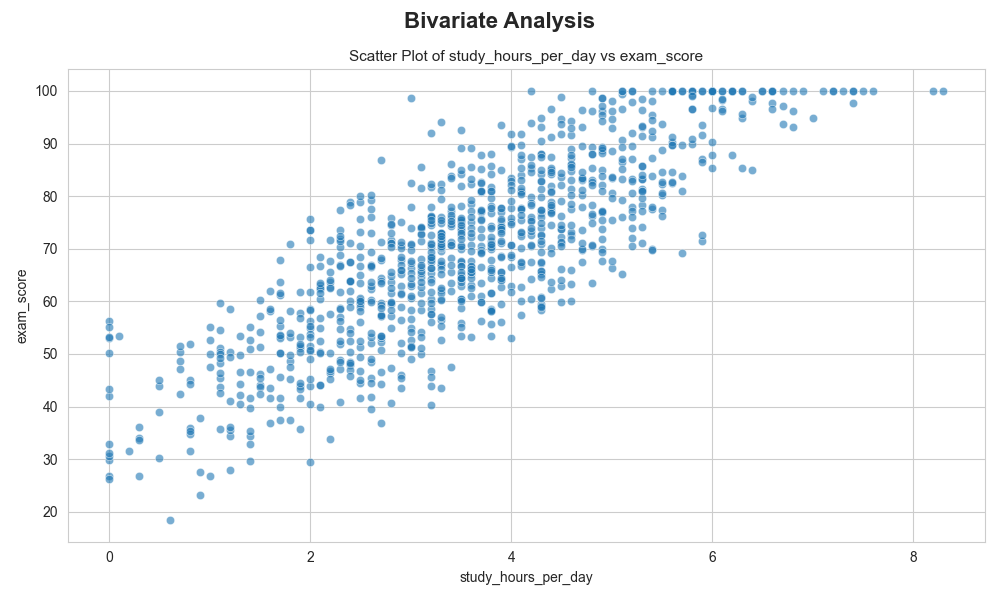 Bivariate Analysis
Scatter Plot of study_hours_per_day vs exam_score
100
90
80
70
60
50
40
30
20
exam_score
0 2 4 6 8
study_hours_per_day